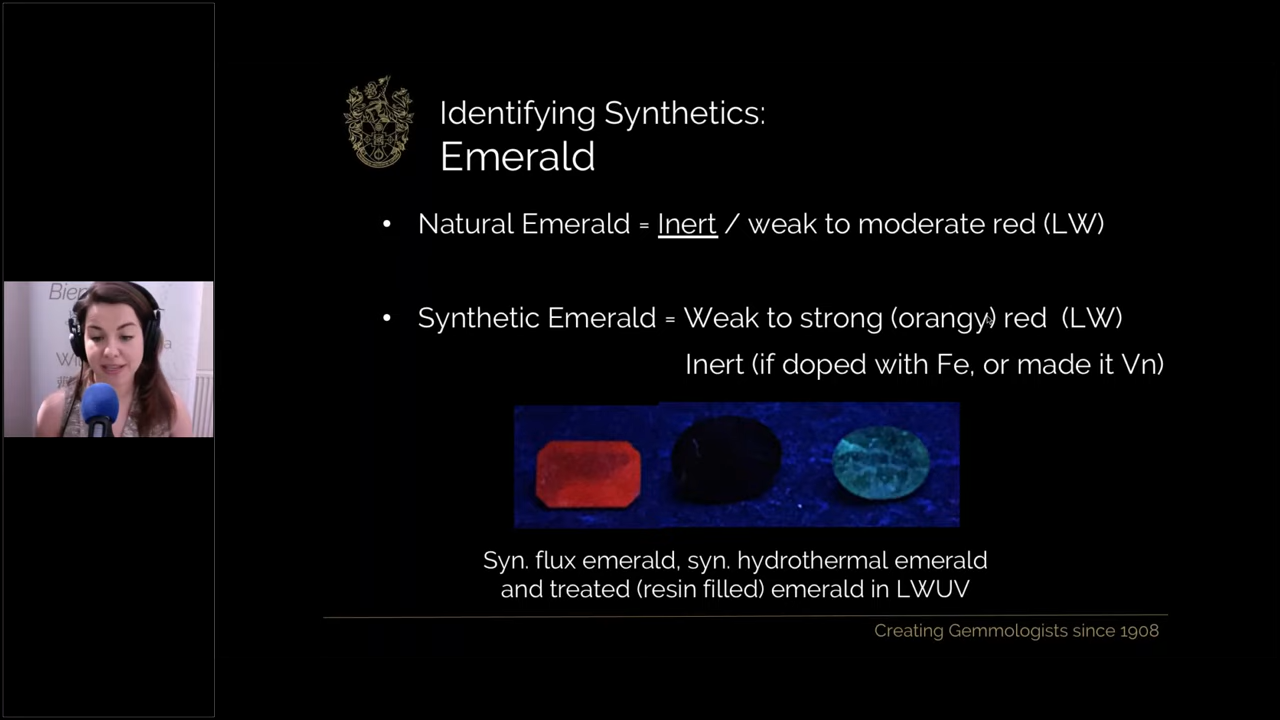 Identifying Synthetics:
Emerald
• Natural Emerald = Inert / weak to moderate red (LW)
• Synthetic Emerald = Weak to strong (orangy) red (LW)
Inert (if doped with Fe, or made it Vn)
Syn. flux emerald, syn. hydrothermal emerald
and treated (resin filled) emerald in LWUV
Creating Gemmologists since 1908